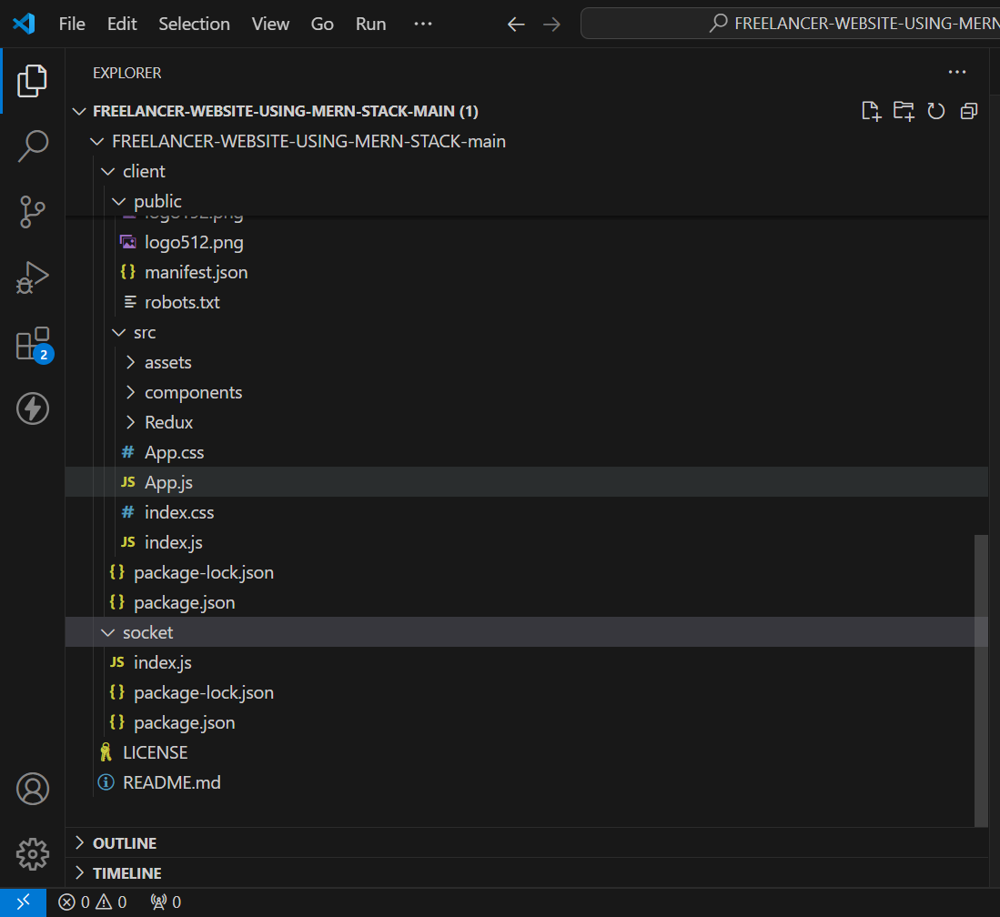 File Edit Selection View Go Run ··· FREELANCER-WEBSITE-USING-MERN
EXPLORER
FREELANCER-WEBSITE-USING-MERN-STACK-MAIN (1)
FREELANCER-WEBSITE-USING-MERN-STACK-main
client
public
logo192.png
logo512.png
{} manifest.json
robots.txt
src
assets
components
Redux
# App.css
JS App.js
# index.css
JS index.js
{} package-lock.json
{} package.json
2
socket
JS index.js
{} package-lock.json
{} package.json
LICENSE
README.md
OUTLINE
TIMELINE
0 0 0